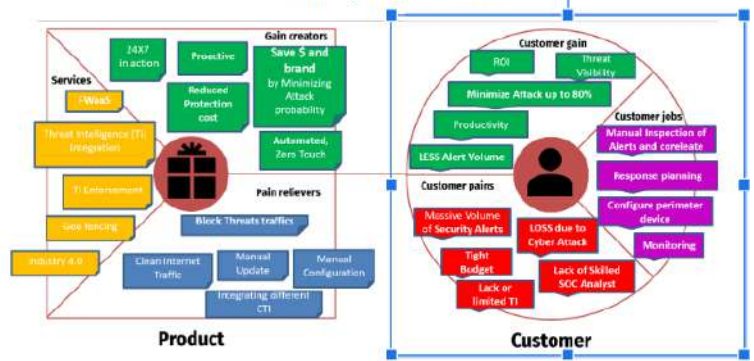 Gain creators
24X7
in action
Proactive
Save $ and
brand
by Minimizing
Attack
probability
Reduced
Protection
cost
Automated,
Zero Touch
Services
FWaaS
Threat Intelligence (TI)
Integration
TI Enforcement
Geo fencing
Industry 4.0
Pain relievers
Block Threats traffics
Clean Internet
Traffic
Manual
Update
Manual
Configuration
Integrating different
CTI
Product
Customer gain
ROI
Threat
Visibility
Minimize Attack up to 80%
Productivity
LESS Alert Volume
Customer jobs
Manual Inspection of
Alerts and coreleate
Response planning
Configure perimeter
device
Monitoring
Customer pains
Massive Volume
of Security Alerts
LOSS due to
Cyber Attack
Tight
Budget
Lack of Skilled
SOC Analyst
Lack or
limited TI
Customer